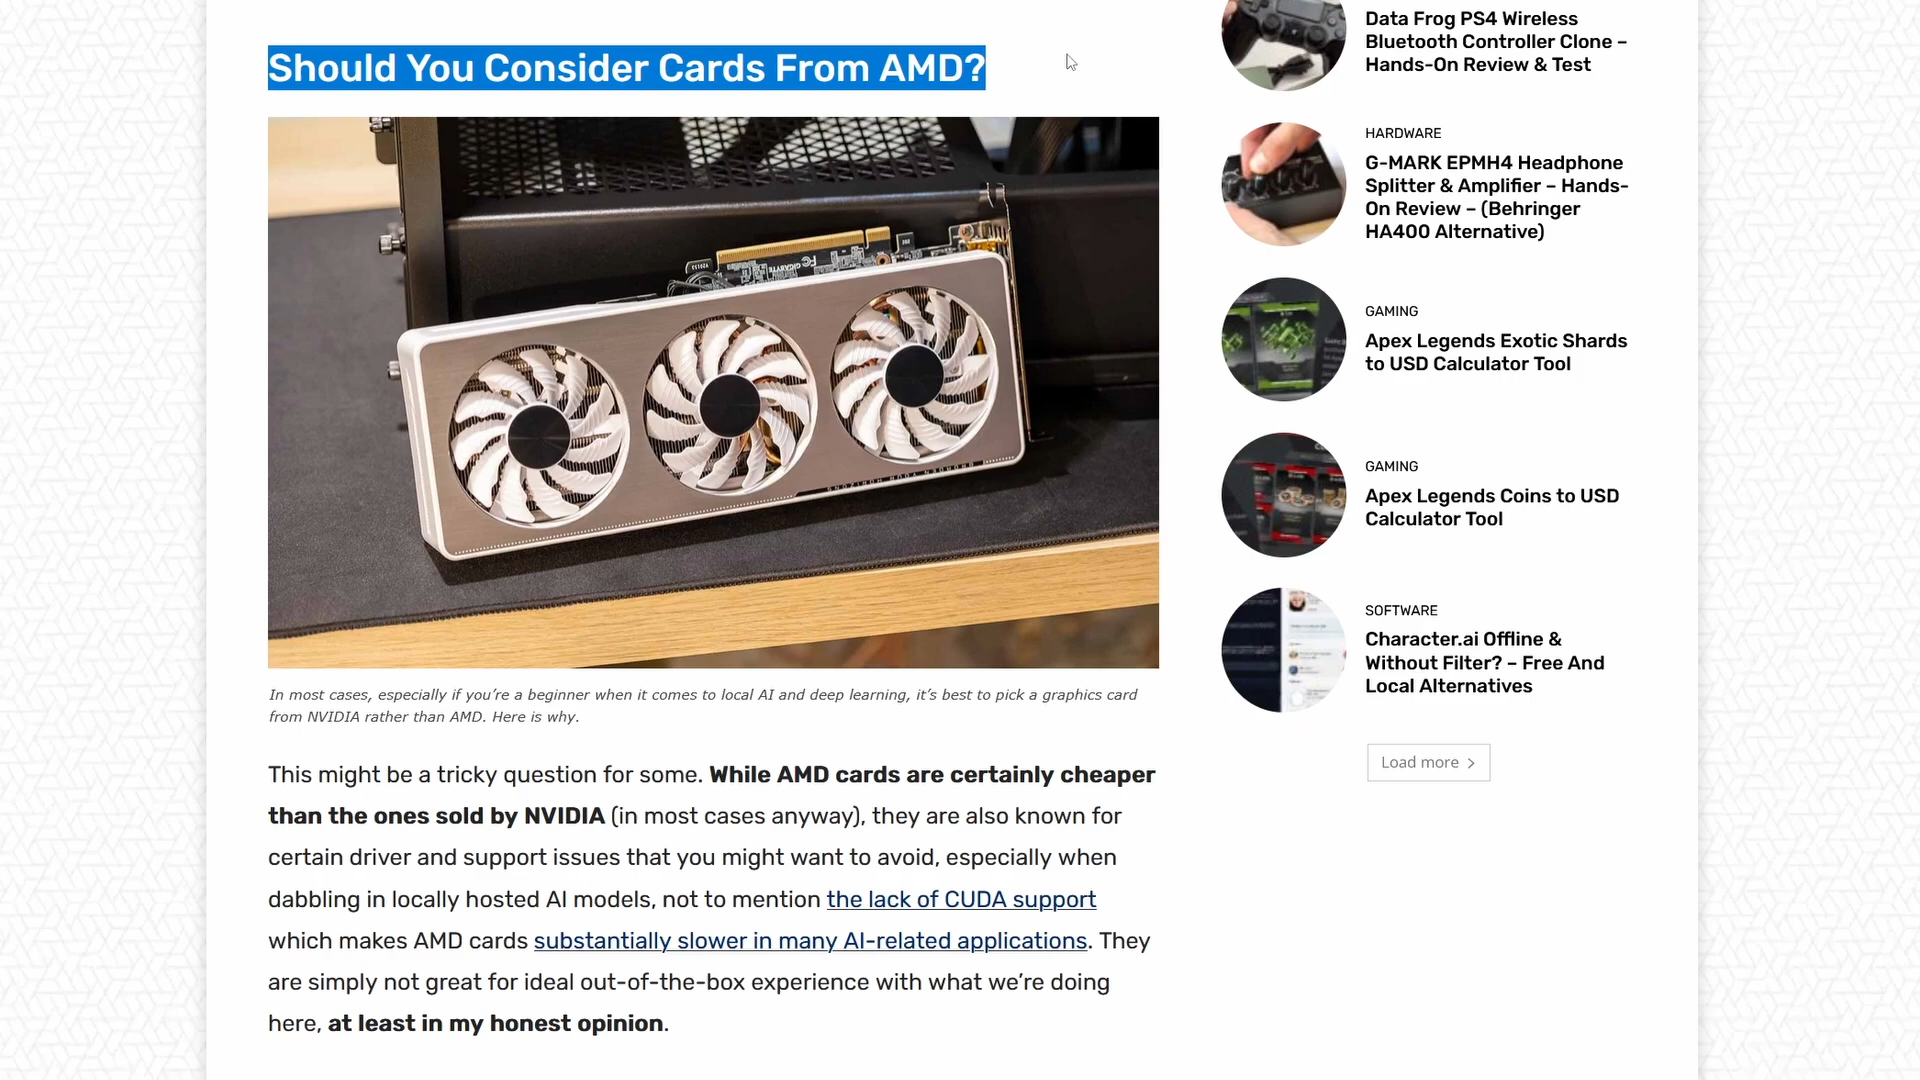 Should You Consider Cards From AMD?
GIGABYTE
FC
In most cases, especially if you're a beginner when it comes to local AI and deep learning, it's best to pick a graphics card
from NVIDIA rather than AMD. Here is why.
This might be a tricky question for some. While AMD cards are certainly cheaper
than the ones sold by NVIDIA (in most cases anyway), they are also known for
certain driver and support issues that you might want to avoid, especially when
dabbling in locally hosted AI models, not to mention the lack of CUDA support
which makes AMD cards substantially slower in many AI-related applications. They
are simply not great for ideal out-of-the-box experience with what we're doing
here, at least in my honest opinion.
Data Frog PS4 Wireless
Bluetooth Controller Clone –
Hands-On Review & Test
HARDWARE
G-MARK EPMH4 Headphone
Splitter & Amplifier – Hands-
On Review – (Behringer
HA400 Alternative)
GAMING
Apex Legends Exotic Shards
to USD Calculator Tool
GAMING
Apex Legends Coins to USD
Calculator Tool
SOFTWARE
Character.ai Offline &
Without Filter? – Free And
Local Alternatives
Load more >